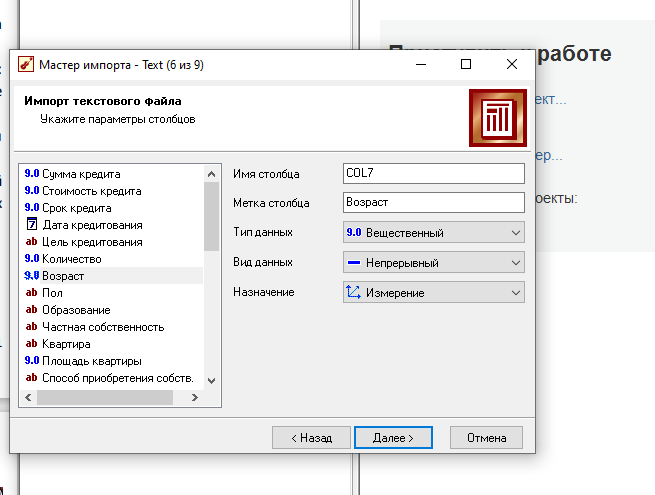 Приступить к работе
Мастер импорта - Text (6 из 9)
Импорт текстового файла
Укажите параметры столбцов
ект...
ер...
оекты:
9.0 Сумма кредита
9.0 Стоимость кредита
9.0 Срок кредита
7 Дата кредитования
ab Цель кредитования
9.0 Количество
9.0 Возраст
ab Пол
ab Образование
ab Частная собственность
ab Квартира
9.0 Площадь квартиры
ab Способ приобретения собств.
Имя столбца COL7
Метка столбца Возраст
Тип данных 9.0 Вещественный
Вид данных Непрерывный
Назначение Измерение
< Назад Далее > Отмена